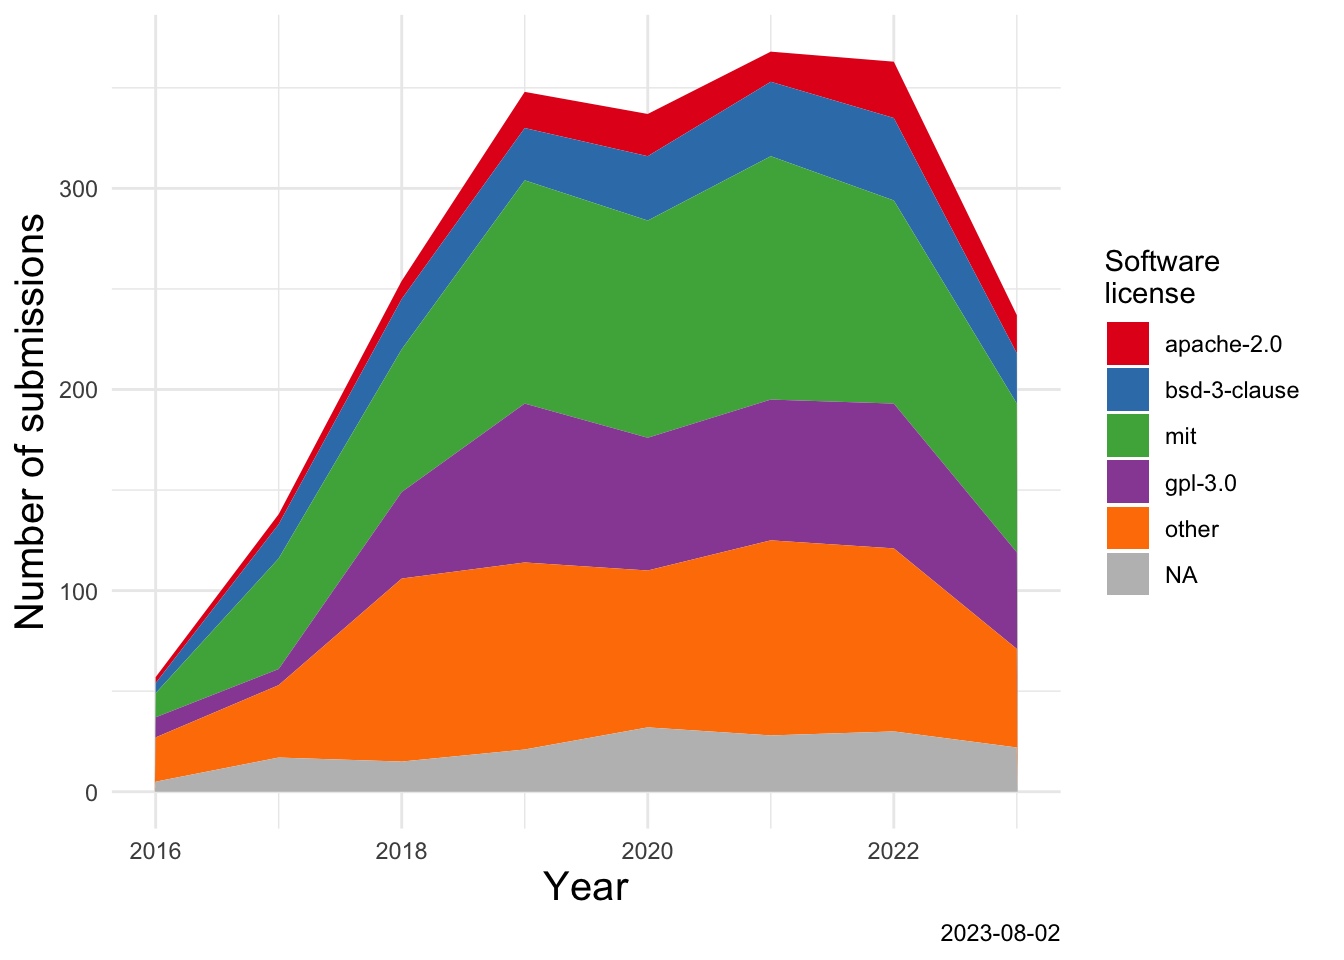 Number of submissions
300
200
100
0
2016
2018
2020
2022
Year
2023-08-02
Software
license
apache-2.0
bsd-3-clause
mit
gpl-3.0
other
NA